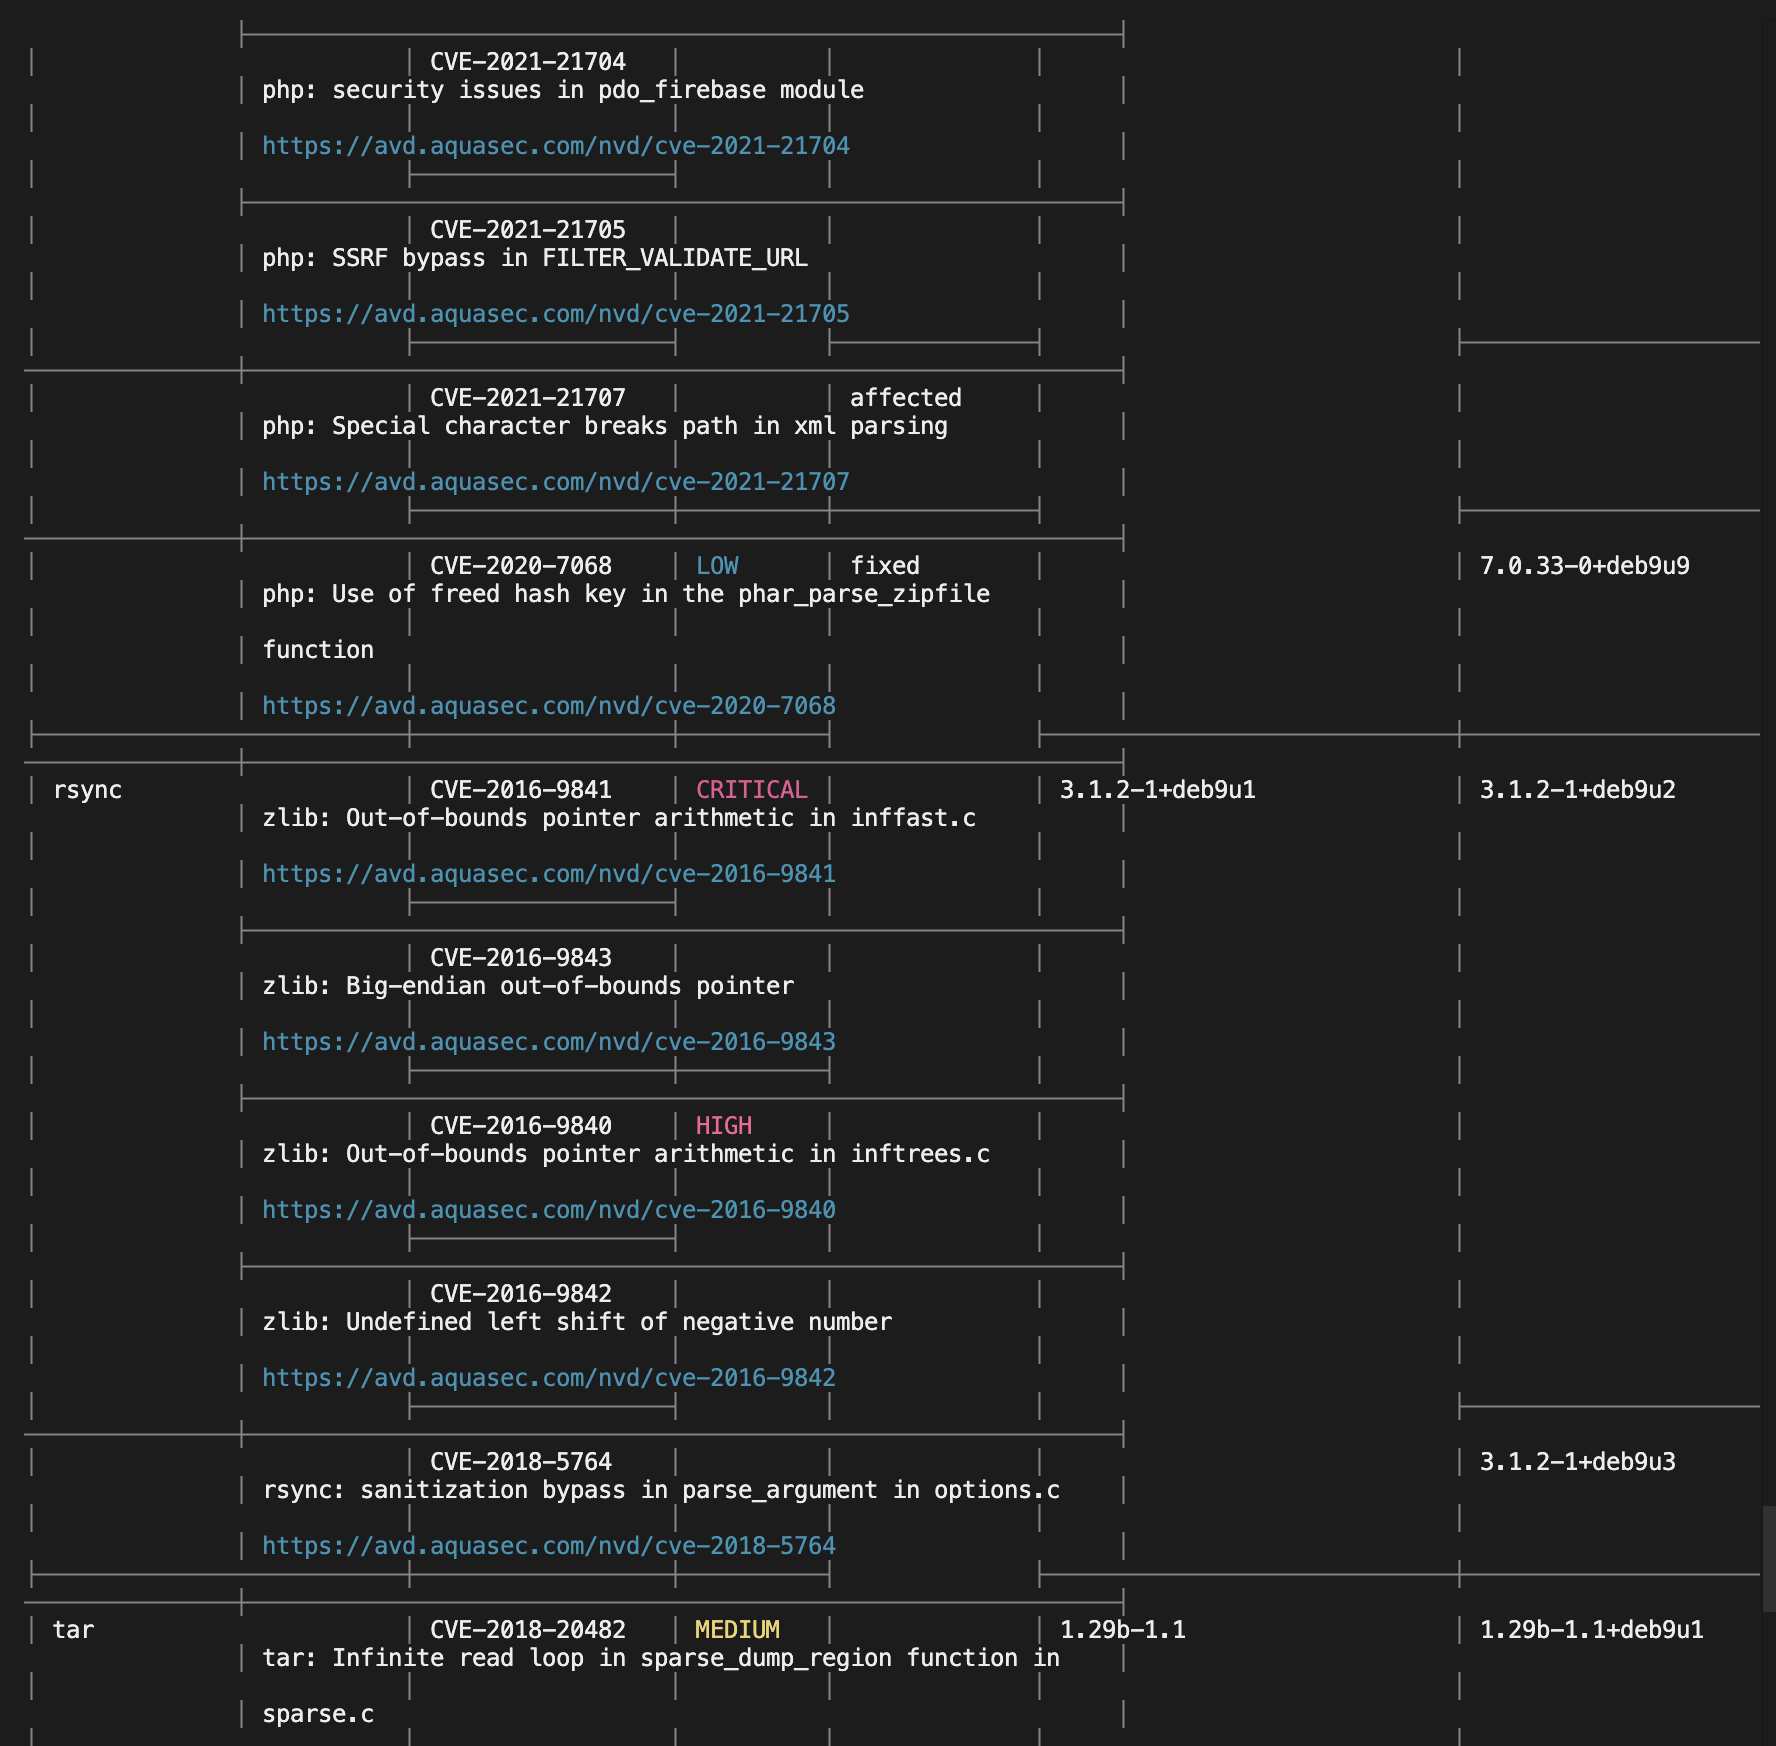 CVE-2021-21704
php: security issues in pdo_firebase module
https://avd.aquasec.com/nvd/cve-2021-21704
CVE-2021-21705
php: SSRF bypass in FILTER_VALIDATE_URL
https://avd.aquasec.com/nvd/cve-2021-21705
CVE-2021-21707 affected
php: Special character breaks path in xml parsing
https://avd.aquasec.com/nvd/cve-2021-21707
CVE-2020-7068 LOW fixed 7.0.33-0+deb9u9
php: Use of freed hash key in the phar_parse_zipfile
function
https://avd.aquasec.com/nvd/cve-2020-7068
rsync CVE-2016-9841 CRITICAL 3.1.2-1+deb9u1 3.1.2-1+deb9u2
zlib: Out-of-bounds pointer arithmetic in inffast.c
https://avd.aquasec.com/nvd/cve-2016-9841
CVE-2016-9843
zlib: Big-endian out-of-bounds pointer
https://avd.aquasec.com/nvd/cve-2016-9843
CVE-2016-9840 HIGH
zlib: Out-of-bounds pointer arithmetic in inftrees.c
https://avd.aquasec.com/nvd/cve-2016-9840
CVE-2016-9842
zlib: Undefined left shift of negative number
https://avd.aquasec.com/nvd/cve-2016-9842
CVE-2018-5764 3.1.2-1+deb9u3
rsync: sanitization bypass in parse_argument in options.c
https://avd.aquasec.com/nvd/cve-2018-5764
tar CVE-2018-20482 MEDIUM 1.29b-1.1 1.29b-1.1+deb9u1
tar: Infinite read loop in sparse_dump_region function in
sparse.c